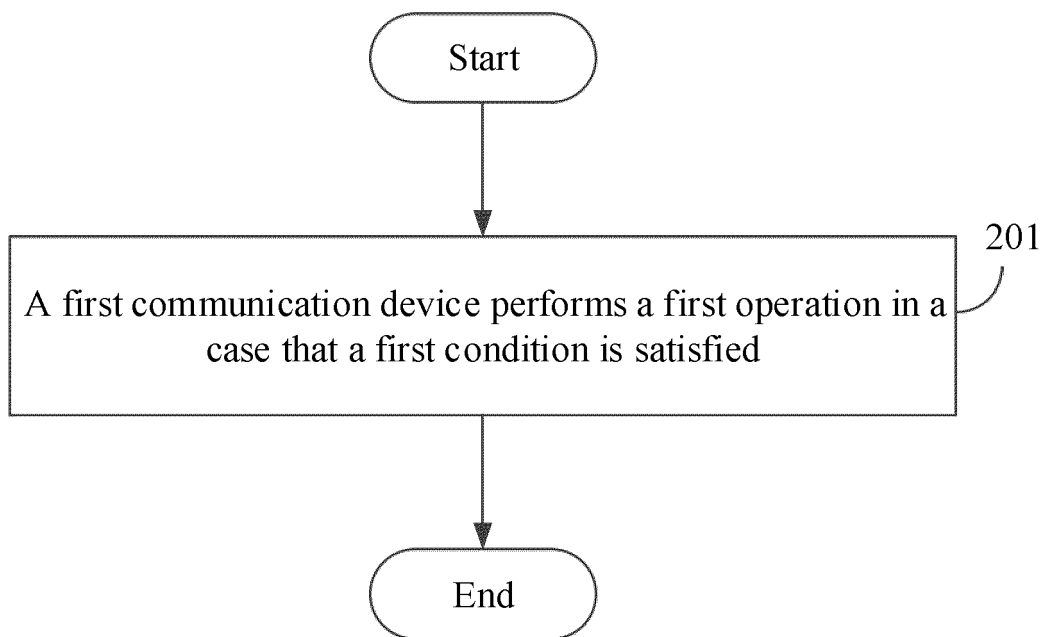 Start
201
A first communication device performs a first operation in a
case that a first condition is satisfied
End